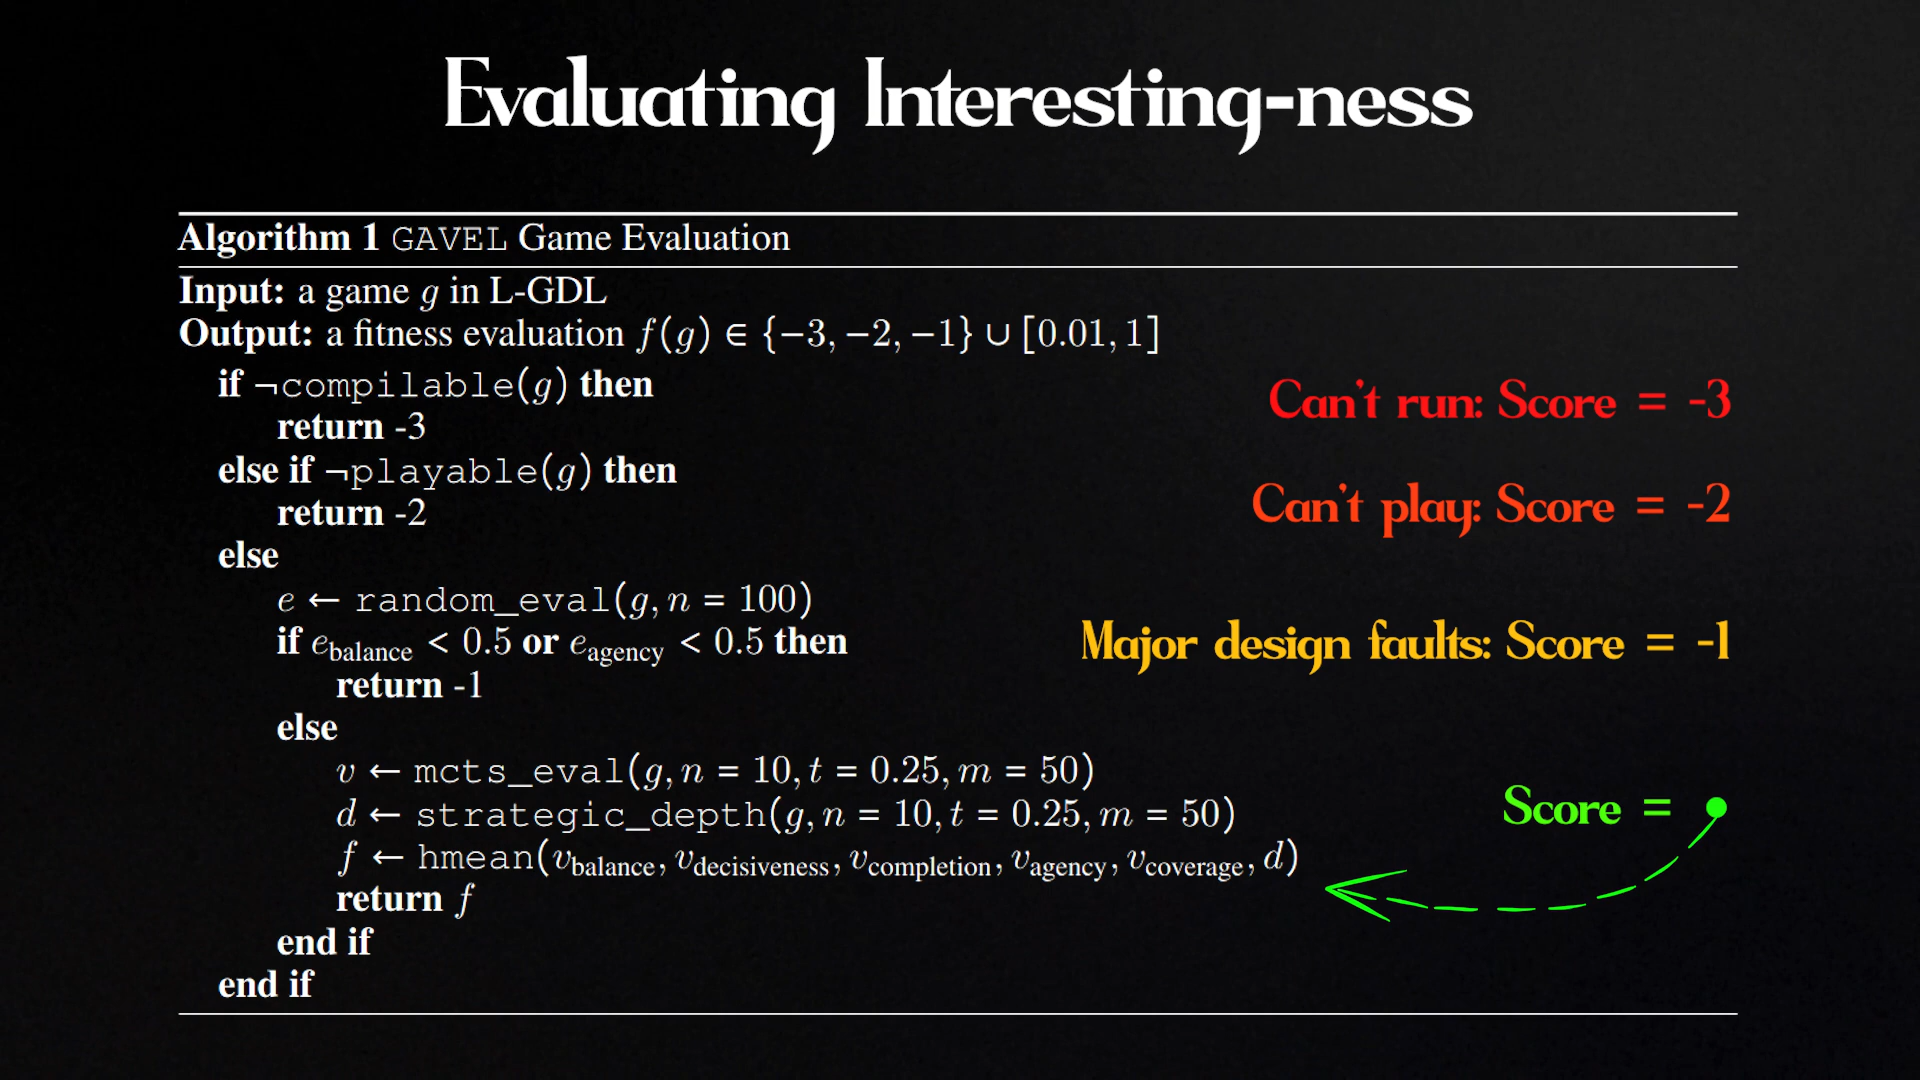 Evaluating Interesting-ness
Algorithm 1 GAVEL Game Evaluation
Input: a game g in L-GDL
Output: a fitness evaluation f(g) ∈ {−3, −2, −1} ∪ [0.01, 1]
if ¬compilable(g) then
return -3
Can't run: Score = -3
else if ¬playable(g) then
return -2
Can't play: Score = -2
else
e ← random_eval(g, n = 100)
if e_balance < 0.5 or e_agency < 0.5 then
return -1
Major design faults: Score = -1
else
v ← mcts_eval(g, n = 10, t = 0.25, m = 50)
d ← strategic_depth(g, n = 10, t = 0.25, m = 50)
Score =
f ← hmean(v_balance, v_decisiveness, v_completion, v_agency, v_coverage, d)
return f
end if
end if